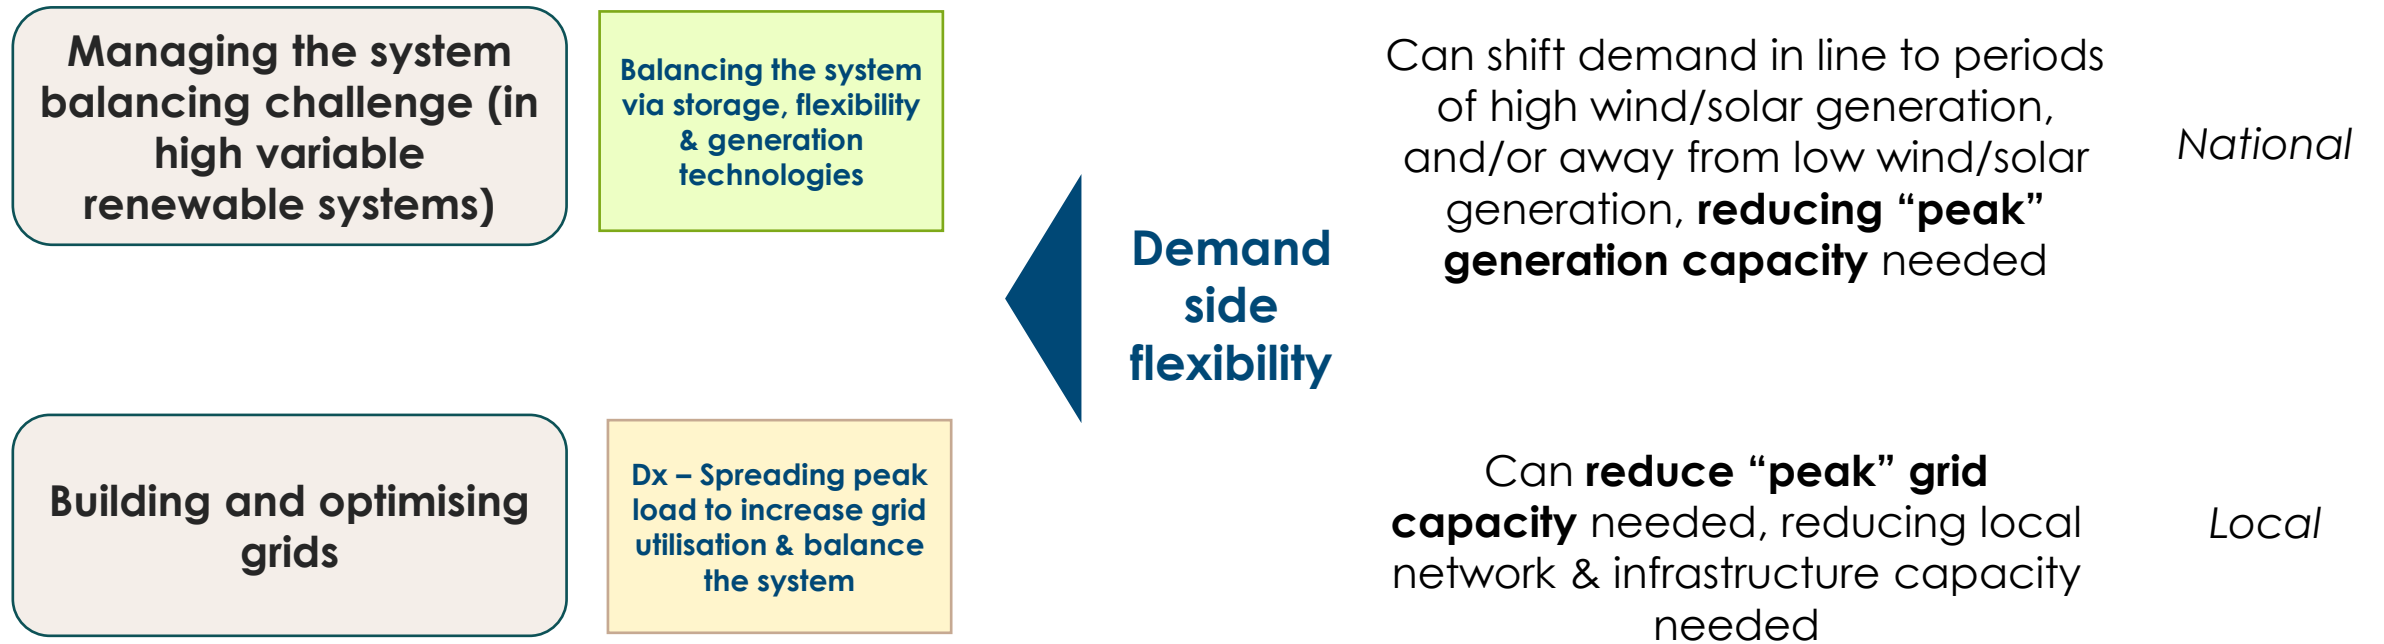 Managing the system
balancing challenge (in
high variable
renewable systems)
Balancing the system
via storage, flexibility
& generation
technologies
Demand
side
flexibility
Can shift demand in line to periods
of high wind/solar generation,
and/or away from low wind/solar
generation, reducing “peak”
generation capacity needed
National
Building and optimising
grids
Dx – Spreading peak
load to increase grid
utilisation & balance
the system
Can reduce “peak” grid
capacity needed, reducing local
network & infrastructure capacity
needed
Local